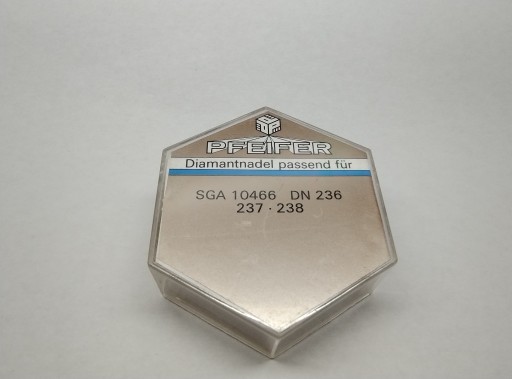 PFEIFER
Diamantnadel passend für
SGA 10466 DN 236
237 · 238